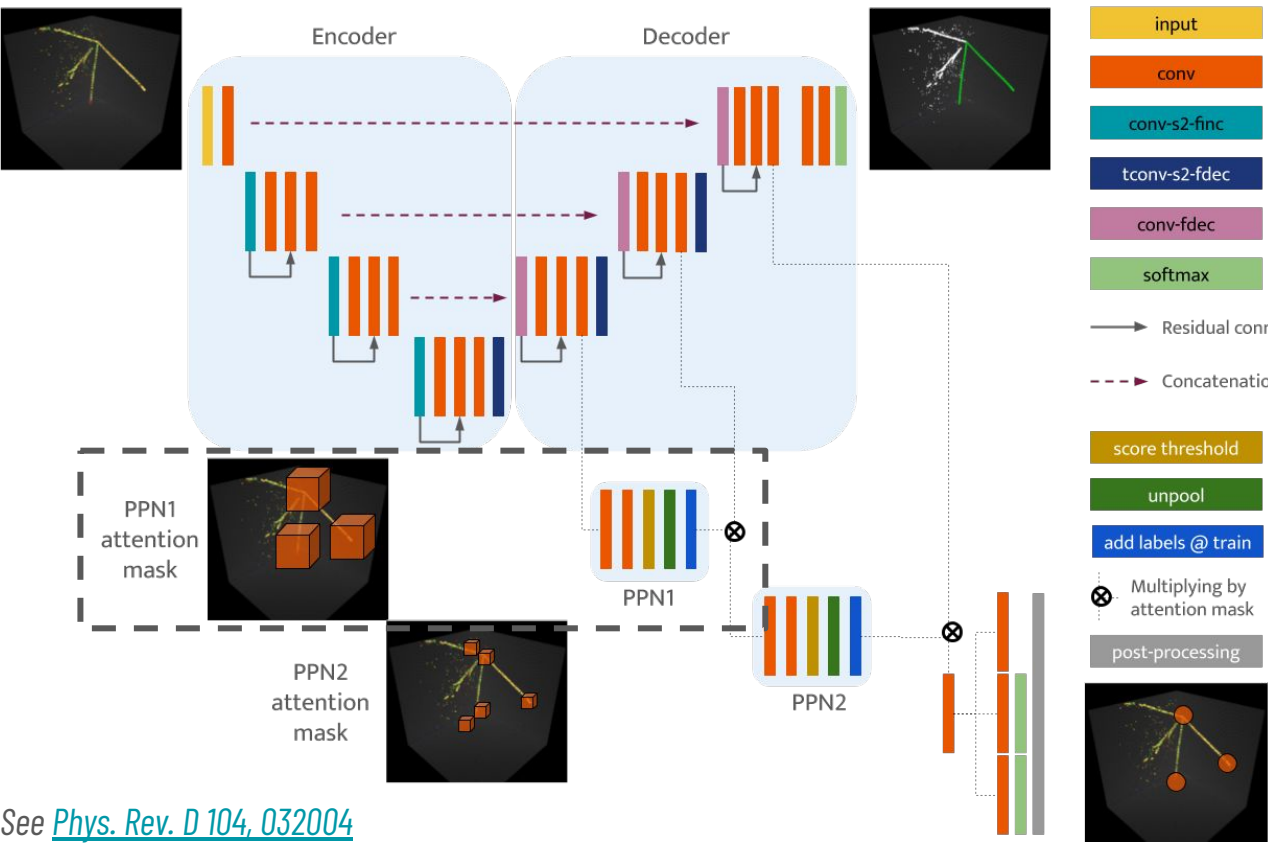 Encoder
Decoder
input
conv
conv-s2-finc
tconv-s2-fdec
conv-fdec
softmax
Residual conn
Concatenatio
score threshold
unpool
add labels @ train
Multiplying by
attention mask
post-processing
PPN1
attention
mask
PPN1
PPN2
attention
mask
PPN2
See Phys. Rev. D 104, 032004